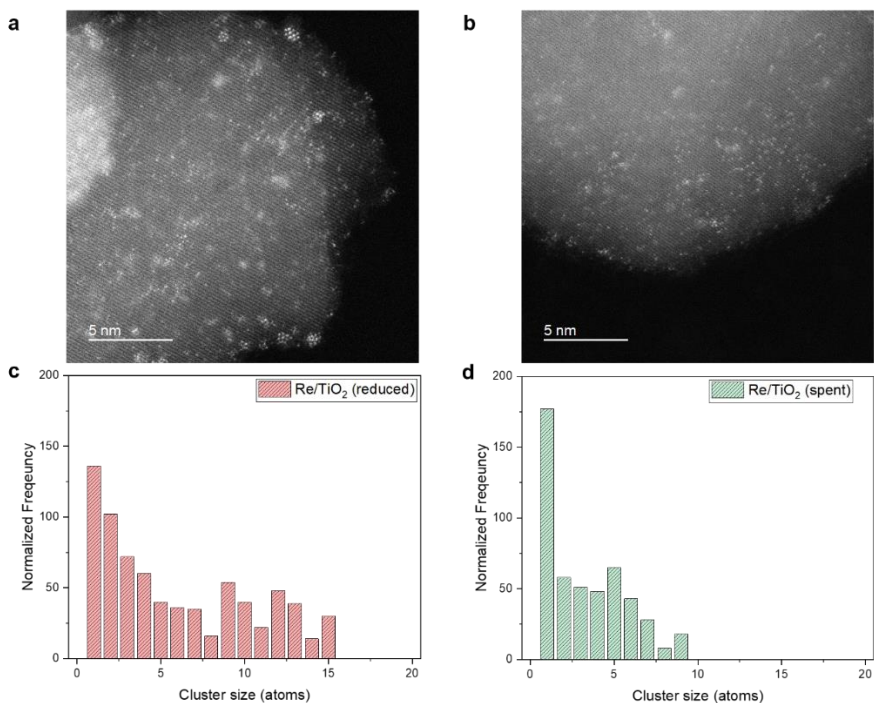 a
b
5 nm
5 nm
c
d
200
150
100
50
0
Normalized Freqeuncy
Re/TiO₂ (reduced)
0 5 10 15 20
Cluster size (atoms)
200
150
100
50
0
Normalized Freqeuncy
Re/TiO₂ (spent)
0 5 10 15 20
Cluster size (atoms)